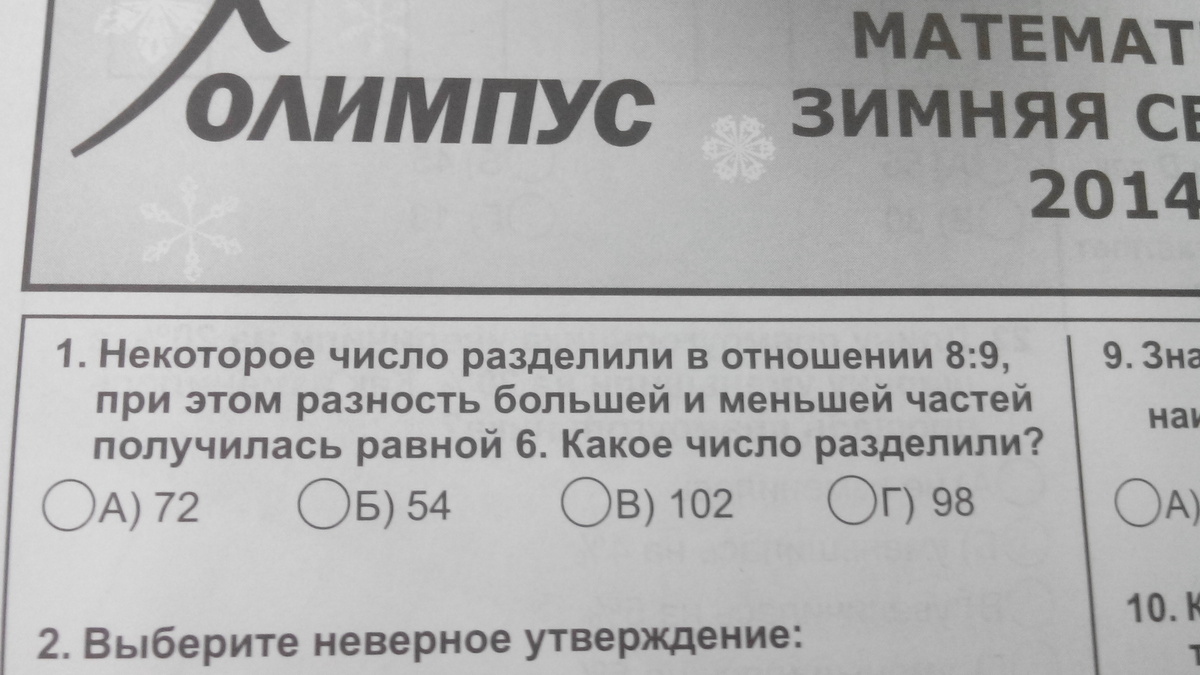 ОЛИМПУС
МАТЕМАТ
ЗИМНЯЯ СЕ
2014
1. Некоторое число разделили в отношении 8:9,
при этом разность большей и меньшей частей
получилась равной 6. Какое число разделили?
А) 72 Б) 54 В) 102 Г) 98
2. Выберите неверное утверждение:
9. Зна
наи
А)
10. К